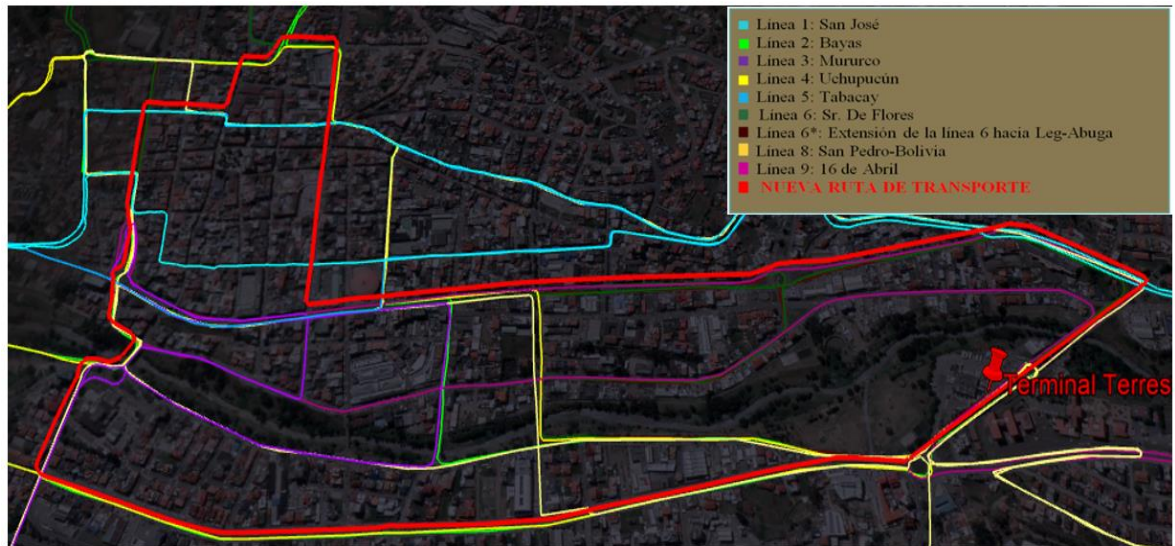 Línea 1: San José
Línea 2: Bayas
Línea 3: Mururco
Línea 4: Uchupucún
Línea 5: Tabacay
Línea 6: Sr. De Flores
Línea 6*: Extensión de la línea 6 hacia Leg-Abuga
Línea 8: San Pedro-Bolivia
Línea 9: 16 de Abril
NUEVA RUTA DE TRANSPORTE
Terminal Terres